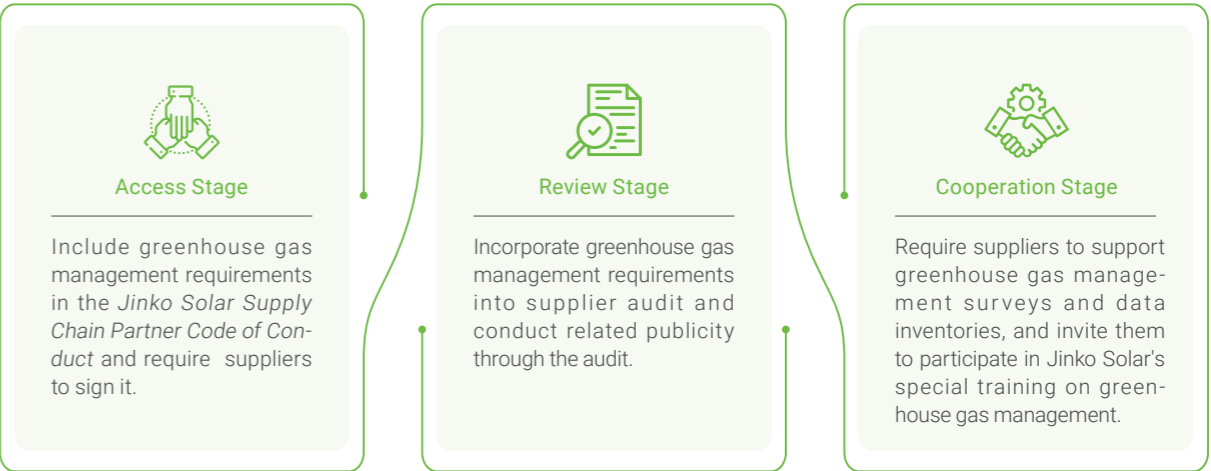 Access Stage
Include greenhouse gas
management requirements
in the Jinko Solar Supply
Chain Partner Code of Con-
duct and require suppliers
to sign it.
Review Stage
Incorporate greenhouse gas
management requirements
into supplier audit and
conduct related publicity
through the audit.
Cooperation Stage
Require suppliers to support
greenhouse gas manage-
ment surveys and data
inventories, and invite them
to participate in Jinko Solar's
special training on green-
house gas management.